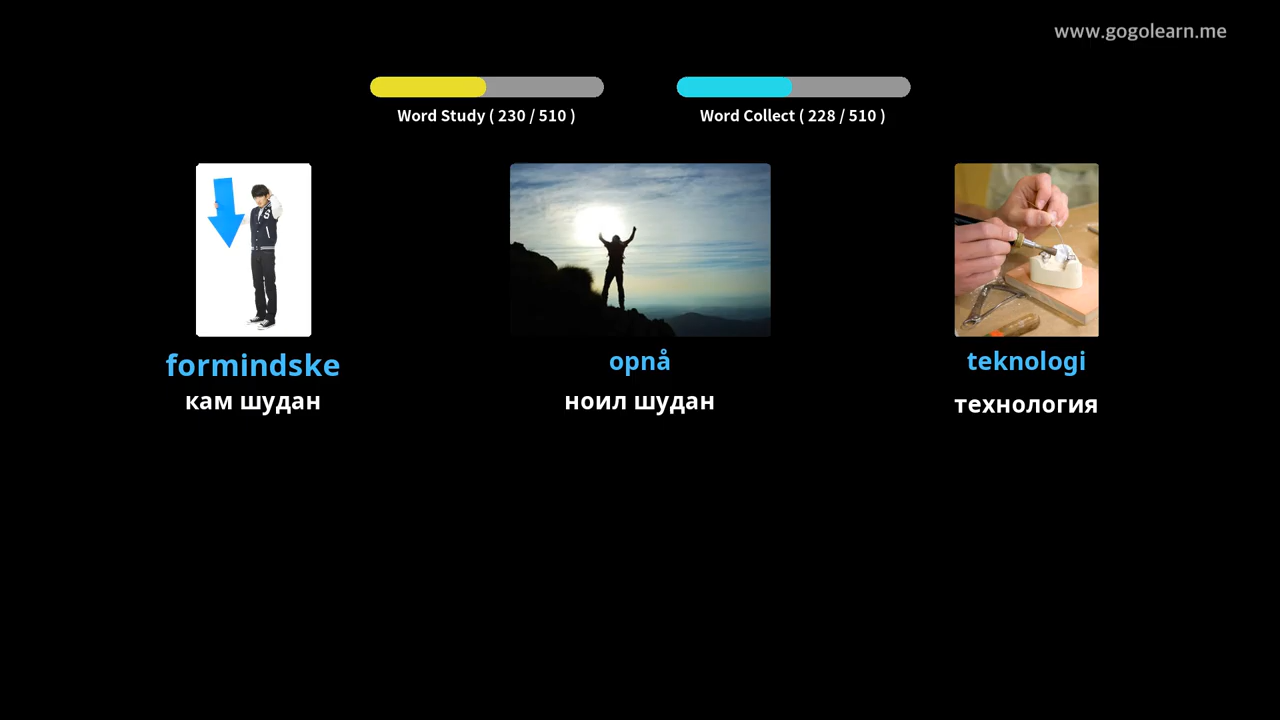 www.gogolearn.me
Word Study ( 230 / 510 )
Word Collect ( 228 / 510 )
formindske
opnå
teknologi
кам шудан
ноил шудан
технология